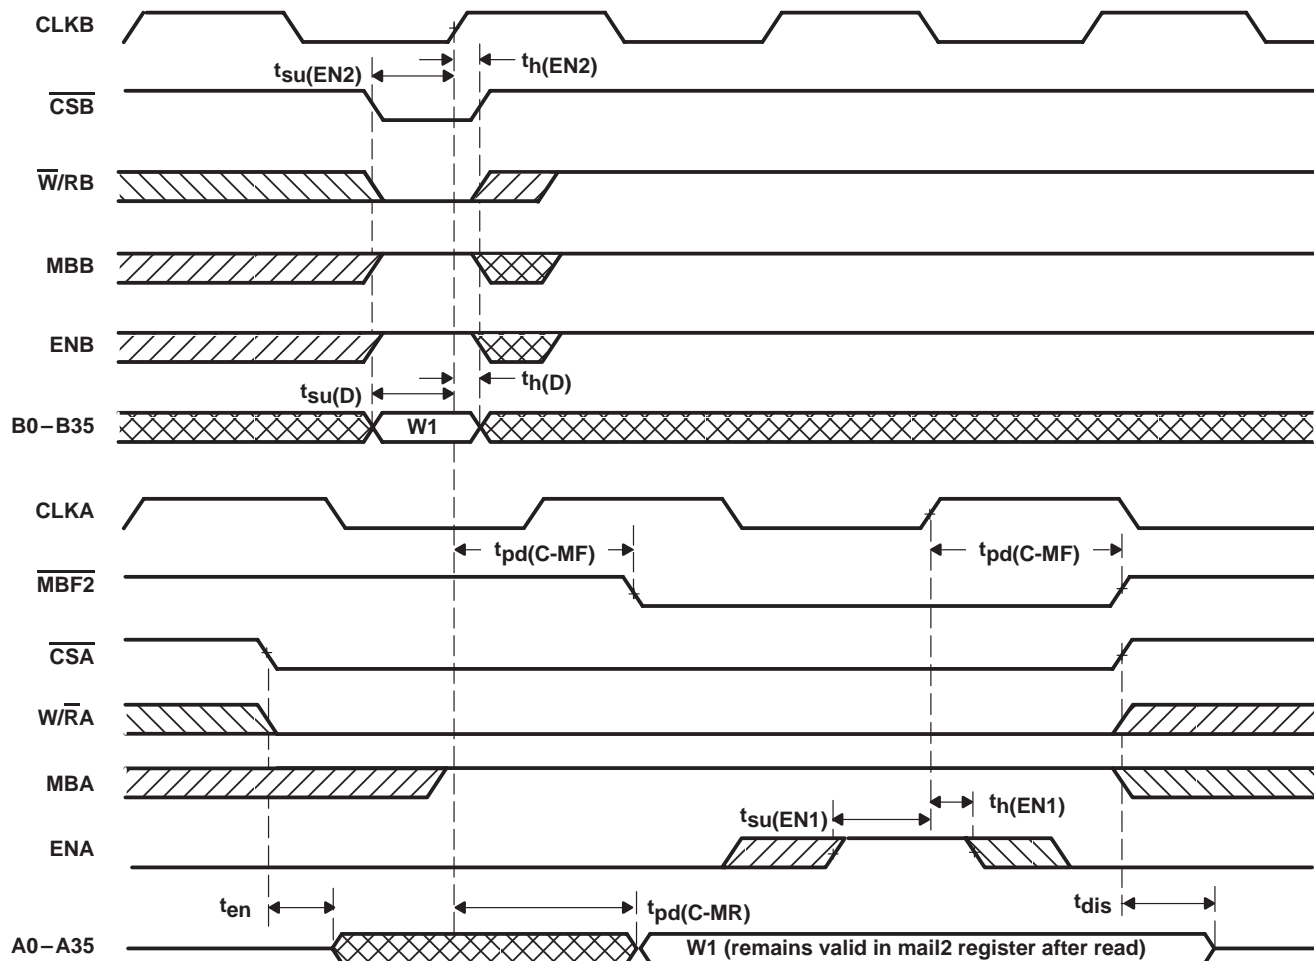 CLKB
tsu(EN2)
th(EN2)
CSB
W/RB
MBB
ENB
tsu(D)
th(D)
B0–B35
W1
CLKA
tpd(C-MF)
tpd(C-MF)
MBF2
CSA
W/RA
MBA
tsu(EN1)
th(EN1)
ENA
ten
tpd(C-MR)
tdis
A0–A35
W1 (remains valid in mail2 register after read)